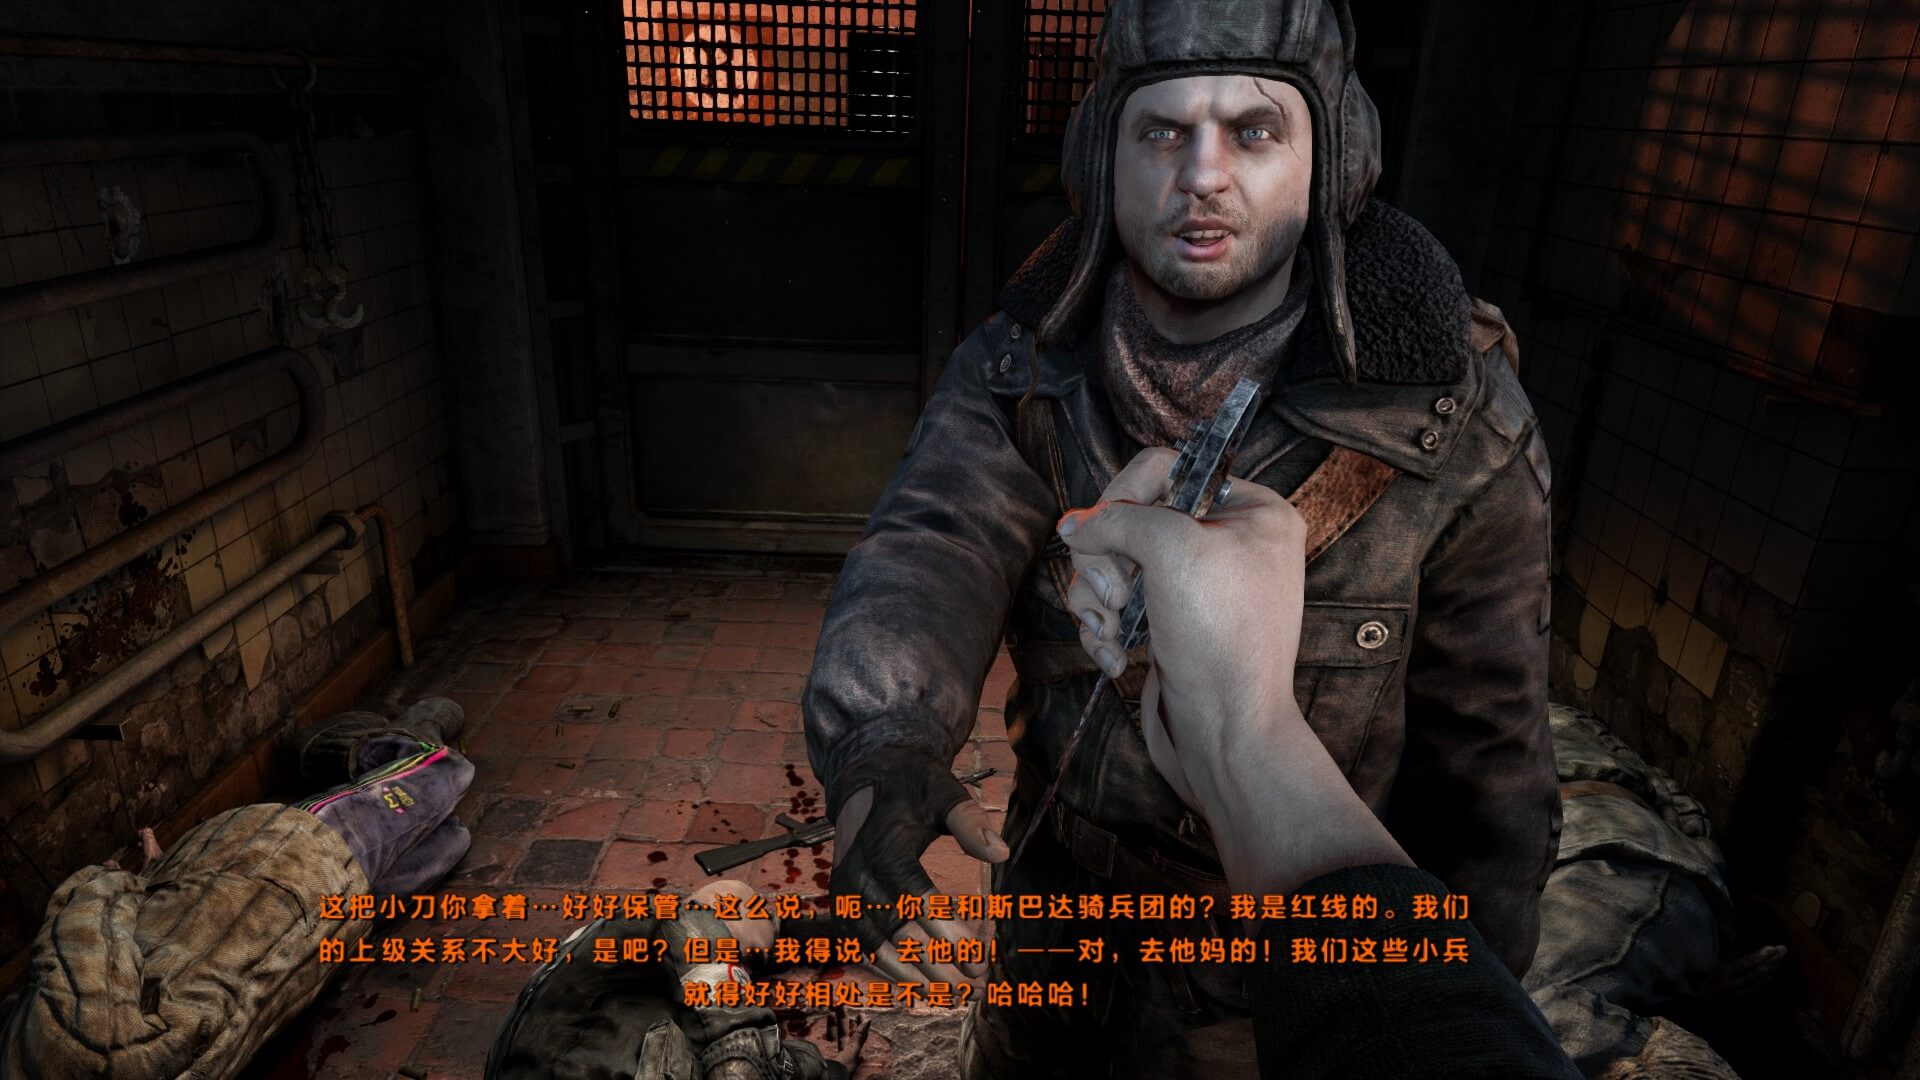 这把小刀你拿着…好好保管…这么说，呃…你是和斯巴达骑兵团的？我是红线的。我们
的上级关系不大好，是吧？但是…我得说，去他的！——对，去他妈的！我们这些小兵
就得好好相处是不是？哈哈哈！